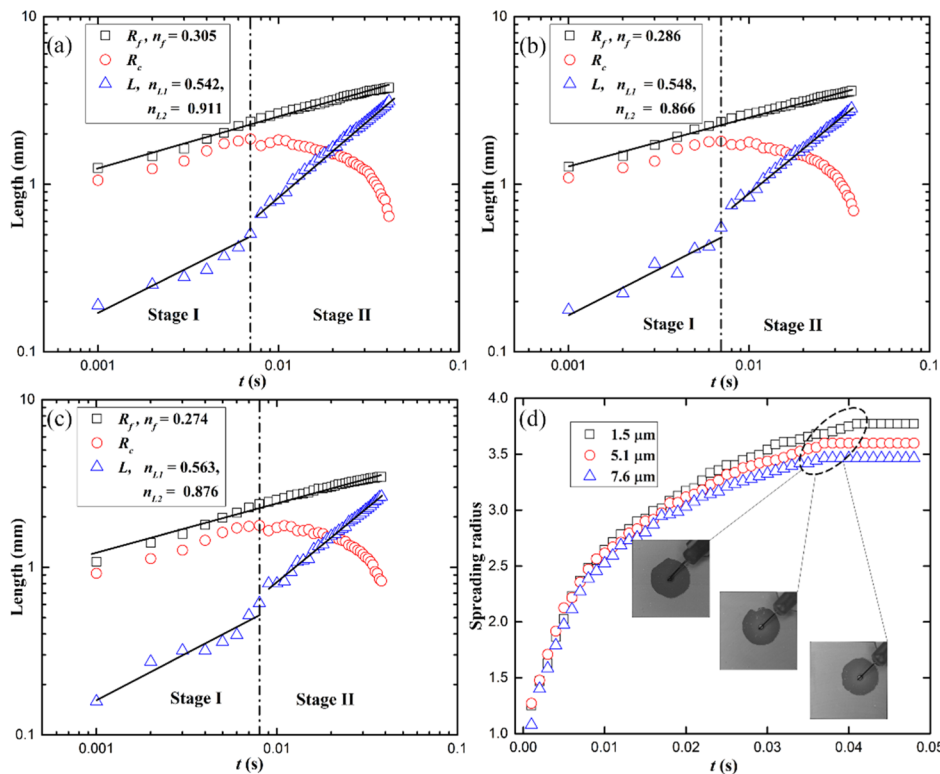 (a)
R_f, n_f = 0.305
R_c
L, n_L1 = 0.542,
n_L2 = 0.911
Length (mm)
10
1
0.1
Stage I
Stage II
0.001
0.01
0.1
t (s)
(b)
R_f, n_f = 0.286
R_c
L, n_L1 = 0.548,
n_L2 = 0.866
Length (mm)
10
1
0.1
Stage I
Stage II
0.001
0.01
0.1
t (s)
(c)
R_f, n_f = 0.274
R_c
L, n_L1 = 0.563,
n_L2 = 0.876
Length (mm)
10
1
0.1
Stage I
Stage II
0.001
0.01
0.1
t (s)
(d)
1.5 μm
5.1 μm
7.6 μm
Spreading radius
4.0
3.5
3.0
2.5
2.0
1.5
1.0
0.00
0.01
0.02
0.03
0.04
0.05
t (s)